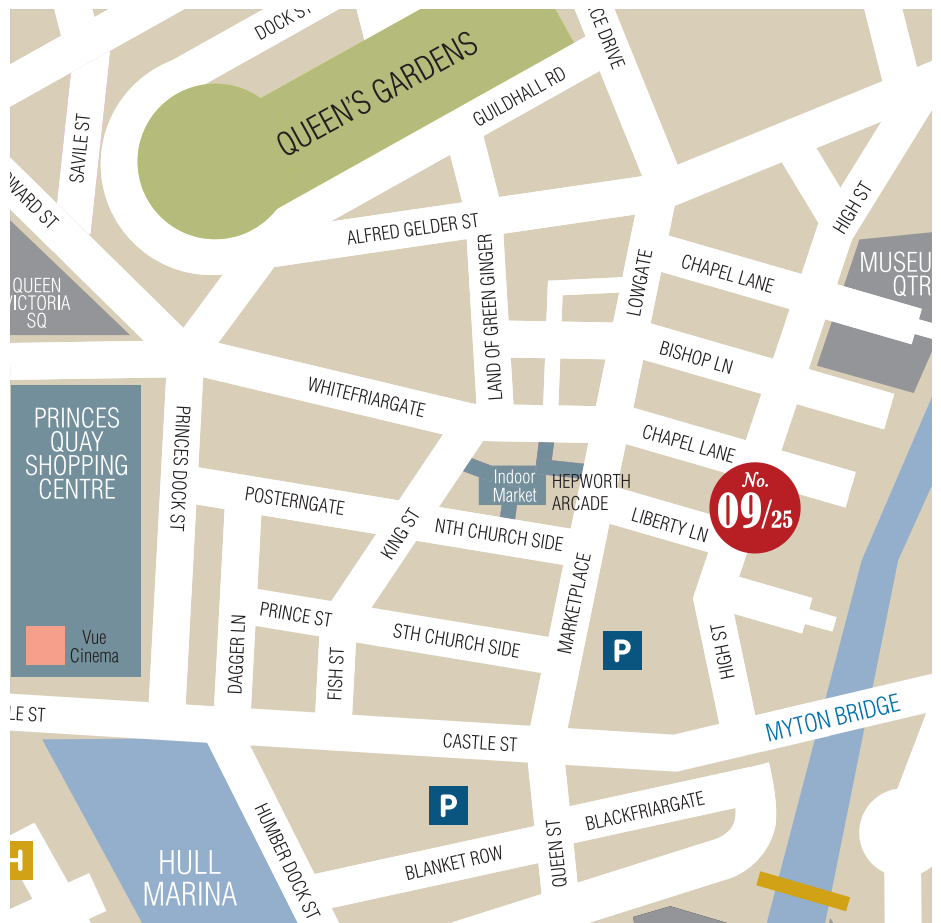 DOCK ST
CE DRIVE
QUEEN'S GARDENS
GUILDHALL RD
SAVILE ST
WARD ST
ALFRED GELDER ST
HIGH ST
QUEEN
VICTORIA
SQ
LAND OF GREEN GINGER
LOWGATE
CHAPEL LANE
MUSEU
QTR
BISHOP LN
WHITEFRIARGATE
PRINCES
QUAY
SHOPPING
CENTRE
PRINCES DOCK ST
CHAPEL LANE
Indoor
Market
HEPWORTH
ARCADE
POSTERNGATE
KING ST
NTH CHURCH SIDE
LIBERTY LN
No.
09/25
PRINCE ST
STH CHURCH SIDE
MARKETPLACE
P
HIGH ST
Vue
Cinema
DAGGER LN
FISH ST
LE ST
CASTLE ST
MYTON BRIDGE
P
HUMBER DOCK ST
BLANKET ROW
QUEEN ST
BLACKFRIARGATE
H
HULL
MARINA